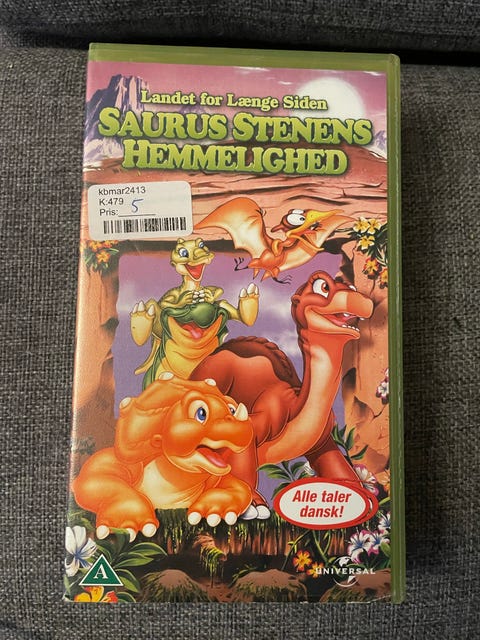 Landet for Længe Siden
SAURUS STENENS
HEMMELIGHED
kbmar2413
K:479
Pris: 5
Alle taler
dansk!
A
UNIVERSAL